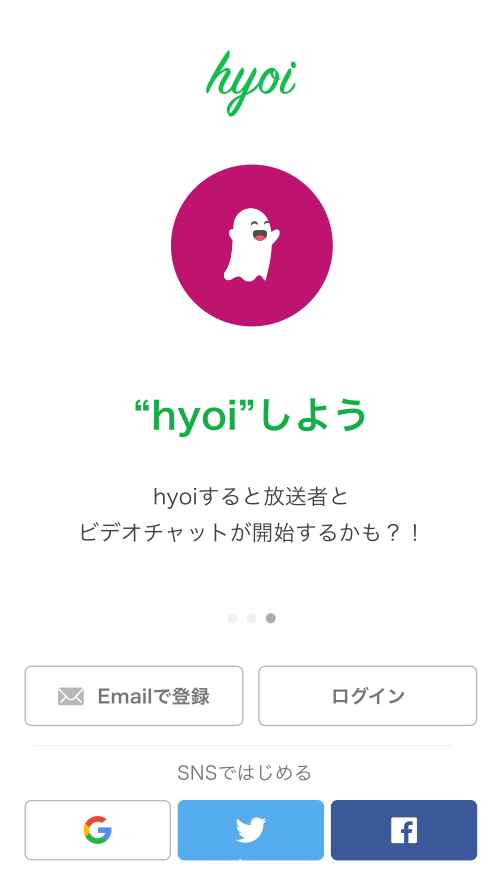 hyoi
“hyoi”しよう
hyoiすると放送者と
ビデオチャットが開始するかも？！
Emailで登録
ログイン
SNSではじめる